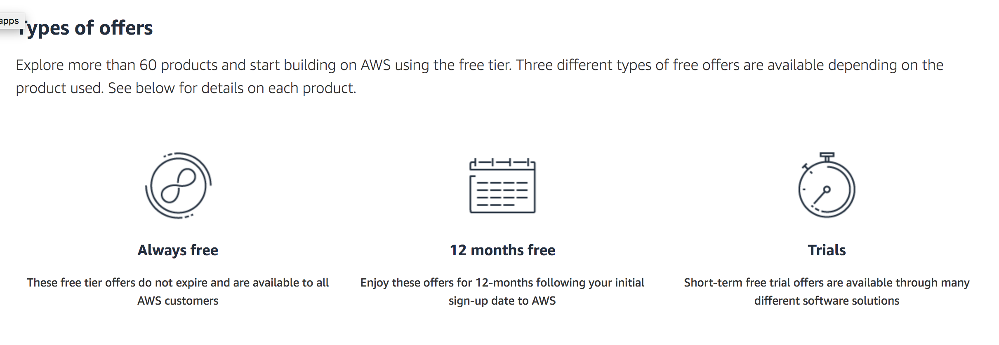 apps
Types of offers
Explore more than 60 products and start building on AWS using the free tier. Three different types of free offers are available depending on the
product used. See below for details on each product.
Always free
12 months free
Trials
These free tier offers do not expire and are available to all
AWS customers
Enjoy these offers for 12-months following your initial
sign-up date to AWS
Short-term free trial offers are available through many
different software solutions